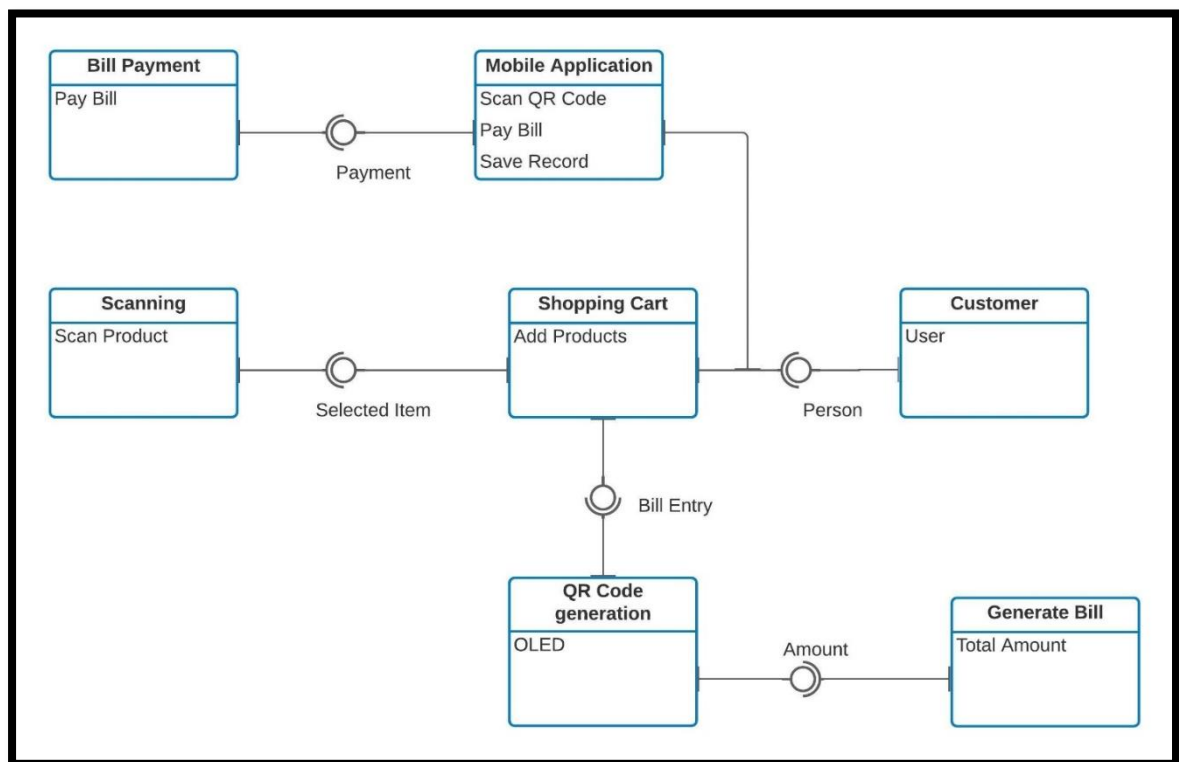 Bill Payment
Pay Bill
Payment
Mobile Application
Scan QR Code
Pay Bill
Save Record
Scanning
Scan Product
Selected Item
Shopping Cart
Add Products
Person
Customer
User
Bill Entry
QR Code
generation
OLED
Amount
Generate Bill
Total Amount